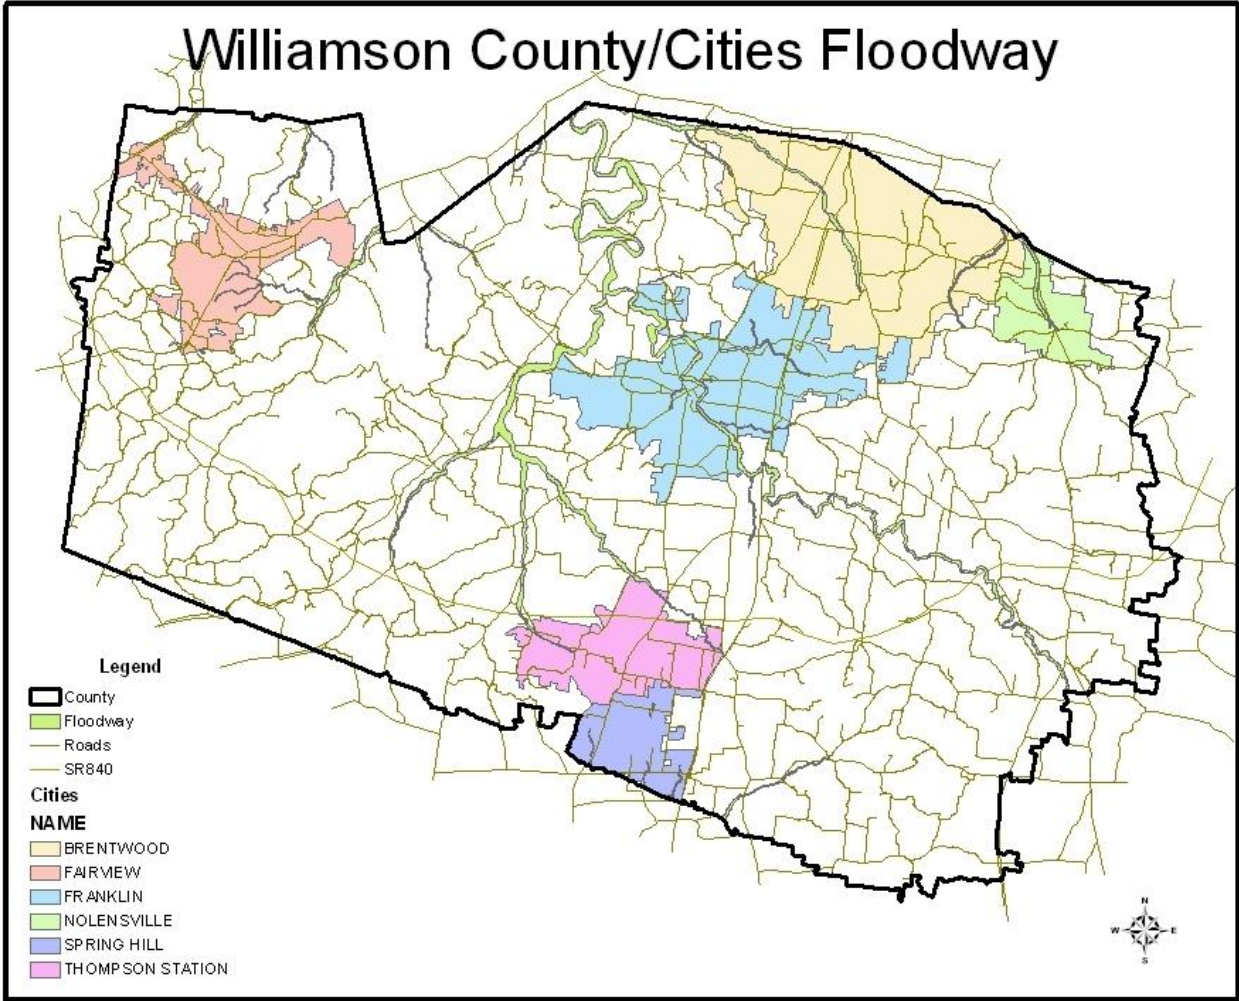 Williamson County/Cities Floodway
Legend
County
Floodway
Roads
SR840
Cities
NAME
BRENTWOOD
FAIRVIEW
FRANKLIN
NOLENSVILLE
SPRING HILL
THOMPSON STATION
N
W E
S